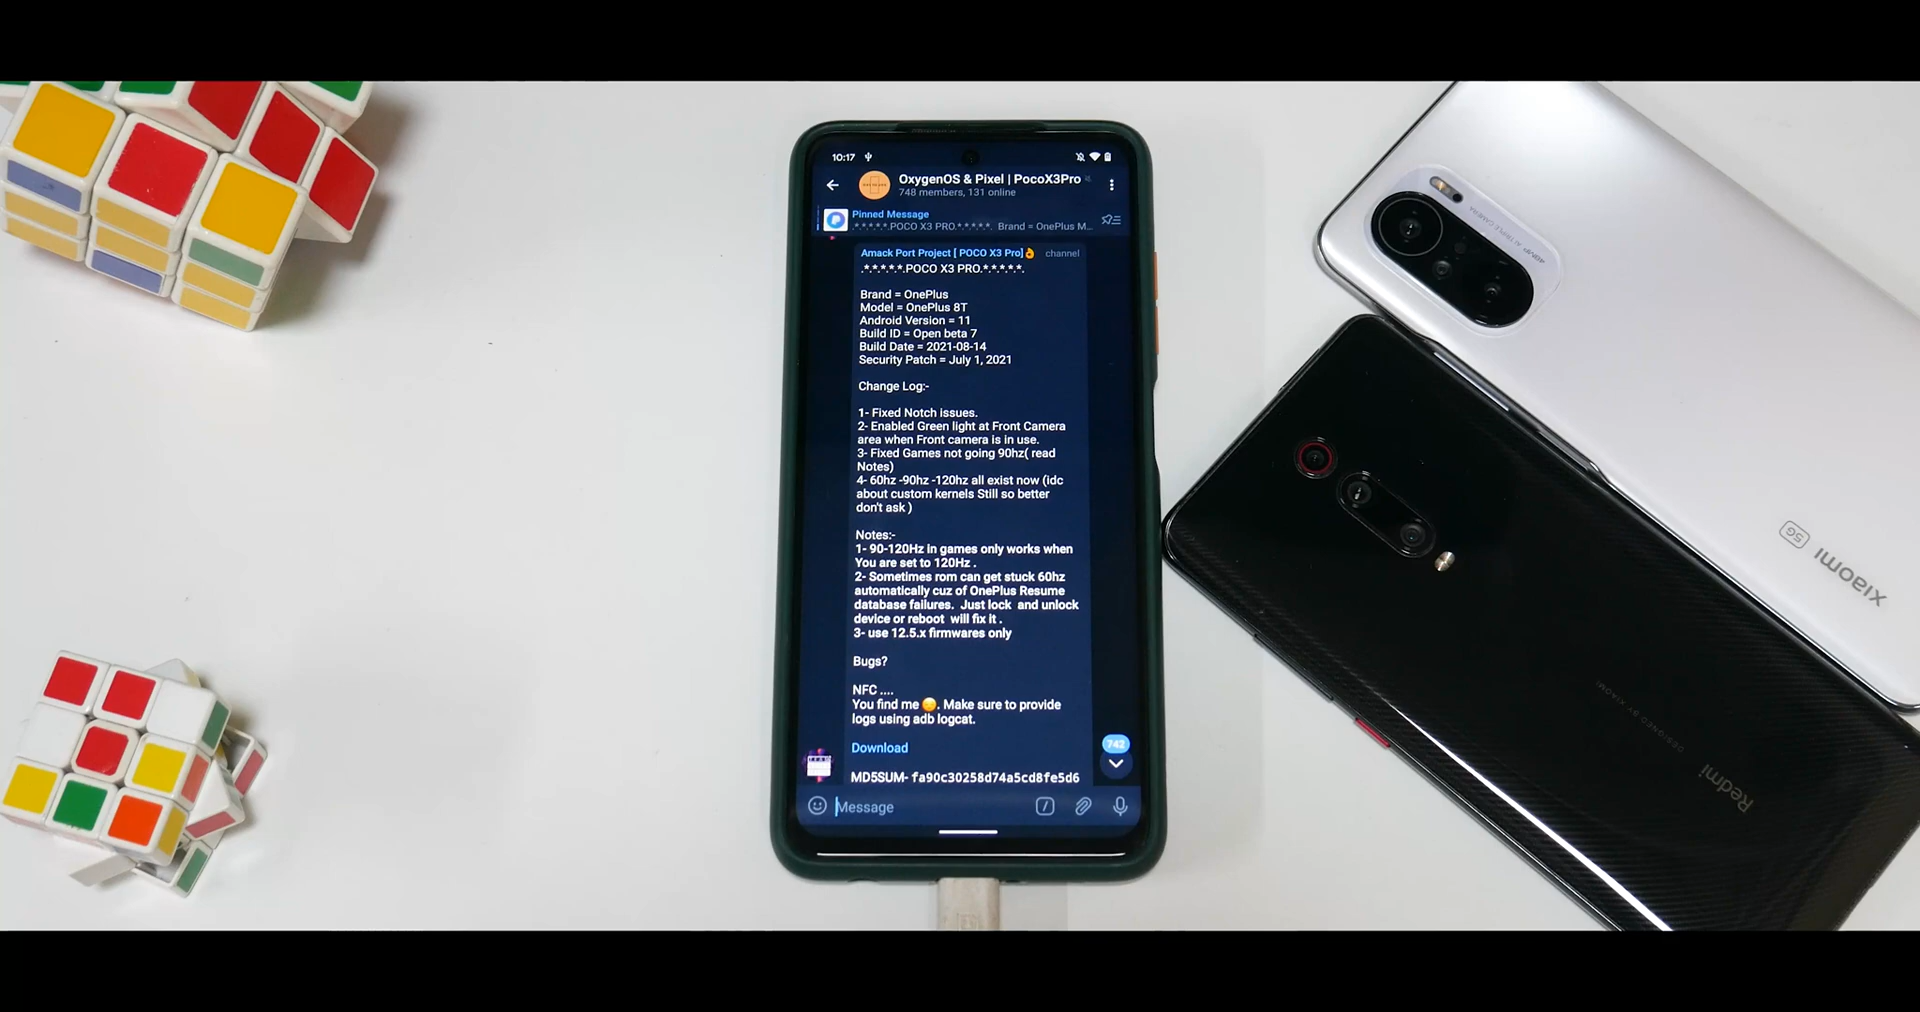 10:17
OxygenOS & Pixel | PocoX3Pro
748 members, 131 online
Pinned Message
.*.*.*.*.*.POCO X3 PRO.*.*.*.*.*. Brand = OnePlus M...
Amack Port Project [ POCO X3 Pro]👌 channel
.*.*.*.*.*.POCO X3 PRO.*.*.*.*.*.
Brand = OnePlus
Model = OnePlus 8T
Android Version = 11
Build ID = Open beta 7
Build Date = 2021-08-14
Security Patch = July 1, 2021
Change Log:-
1- Fixed Notch issues.
2- Enabled Green light at Front Camera
area when Front camera is in use.
3- Fixed Games not going 90hz( read
Notes)
4- 60hz -90hz -120hz all exist now (idc
about custom kernels Still so better
don't ask )
Notes:-
1- 90-120Hz in games only works when
You are set to 120Hz .
2- Sometimes rom can get stuck 60hz
automatically cuz of OnePlus Resume
database failures. Just lock and unlock
device or reboot will fix it .
3- use 12.5.x firmwares only
Bugs?
NFC ....
You find me ☺️. Make sure to provide
logs using adb logcat.
Download
742
MD5SUM- fa90c30258d74a5cd8fe5d6
Message
48MP AI TRIPLE CAMERA
Xiaomi 5G
DESIGNED BY XIAOMI
Redmi